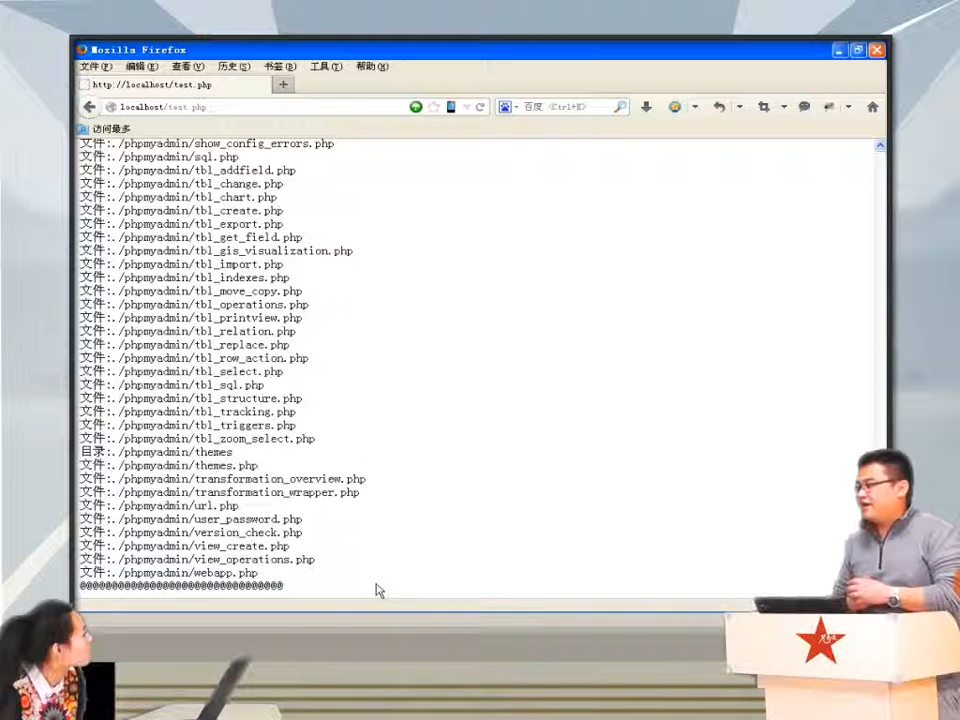 Mozilla Firefox
文件(F) 编辑(E) 查看(V) 历史(S) 书签(B) 工具(T) 帮助(H)
http://localhost/test.php
localhost/test.php
百度 <Ctrl+K>
访问最多
文件:./phpmyadmin/show_config_errors.php
文件:./phpmyadmin/sql.php
文件:./phpmyadmin/tbl_addfield.php
文件:./phpmyadmin/tbl_change.php
文件:./phpmyadmin/tbl_chart.php
文件:./phpmyadmin/tbl_create.php
文件:./phpmyadmin/tbl_export.php
文件:./phpmyadmin/tbl_get_field.php
文件:./phpmyadmin/tbl_gis_visualization.php
文件:./phpmyadmin/tbl_import.php
文件:./phpmyadmin/tbl_indexes.php
文件:./phpmyadmin/tbl_move_copy.php
文件:./phpmyadmin/tbl_operations.php
文件:./phpmyadmin/tbl_printview.php
文件:./phpmyadmin/tbl_relation.php
文件:./phpmyadmin/tbl_replace.php
文件:./phpmyadmin/tbl_row_action.php
文件:./phpmyadmin/tbl_select.php
文件:./phpmyadmin/tbl_sql.php
文件:./phpmyadmin/tbl_structure.php
文件:./phpmyadmin/tbl_tracking.php
文件:./phpmyadmin/tbl_triggers.php
文件:./phpmyadmin/tbl_zoom_select.php
目录:./phpmyadmin/themes
文件:./phpmyadmin/themes.php
文件:./phpmyadmin/transformation_overview.php
文件:./phpmyadmin/transformation_wrapper.php
文件:./phpmyadmin/url.php
文件:./phpmyadmin/user_password.php
文件:./phpmyadmin/version_check.php
文件:./phpmyadmin/view_create.php
文件:./phpmyadmin/view_operations.php
文件:./phpmyadmin/webapp.php
@@@@@@@@@@@@@@@@@@@@@@@@@@@@@@@@